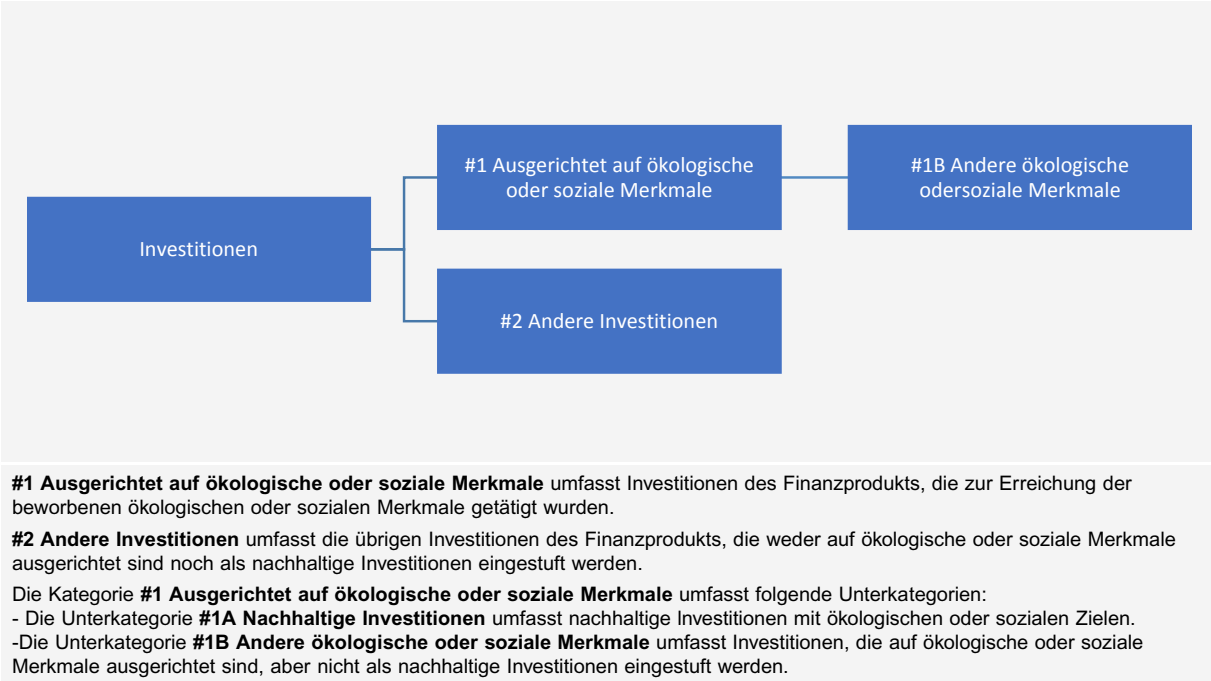 #1 Ausgerichtet auf ökologische
oder soziale Merkmale
#1B Andere ökologische
odersoziale Merkmale
Investitionen
#2 Andere Investitionen
#1 Ausgerichtet auf ökologische oder soziale Merkmale umfasst Investitionen des Finanzprodukts, die zur Erreichung der
beworbenen ökologischen oder sozialen Merkmale getätigt wurden.
#2 Andere Investitionen umfasst die übrigen Investitionen des Finanzprodukts, die weder auf ökologische oder soziale Merkmale
ausgerichtet sind noch als nachhaltige Investitionen eingestuft werden.
Die Kategorie #1 Ausgerichtet auf ökologische oder soziale Merkmale umfasst folgende Unterkategorien:
- Die Unterkategorie #1A Nachhaltige Investitionen umfasst nachhaltige Investitionen mit ökologischen oder sozialen Zielen.
-Die Unterkategorie #1B Andere ökologische oder soziale Merkmale umfasst Investitionen, die auf ökologische oder soziale
Merkmale ausgerichtet sind, aber nicht als nachhaltige Investitionen eingestuft werden.